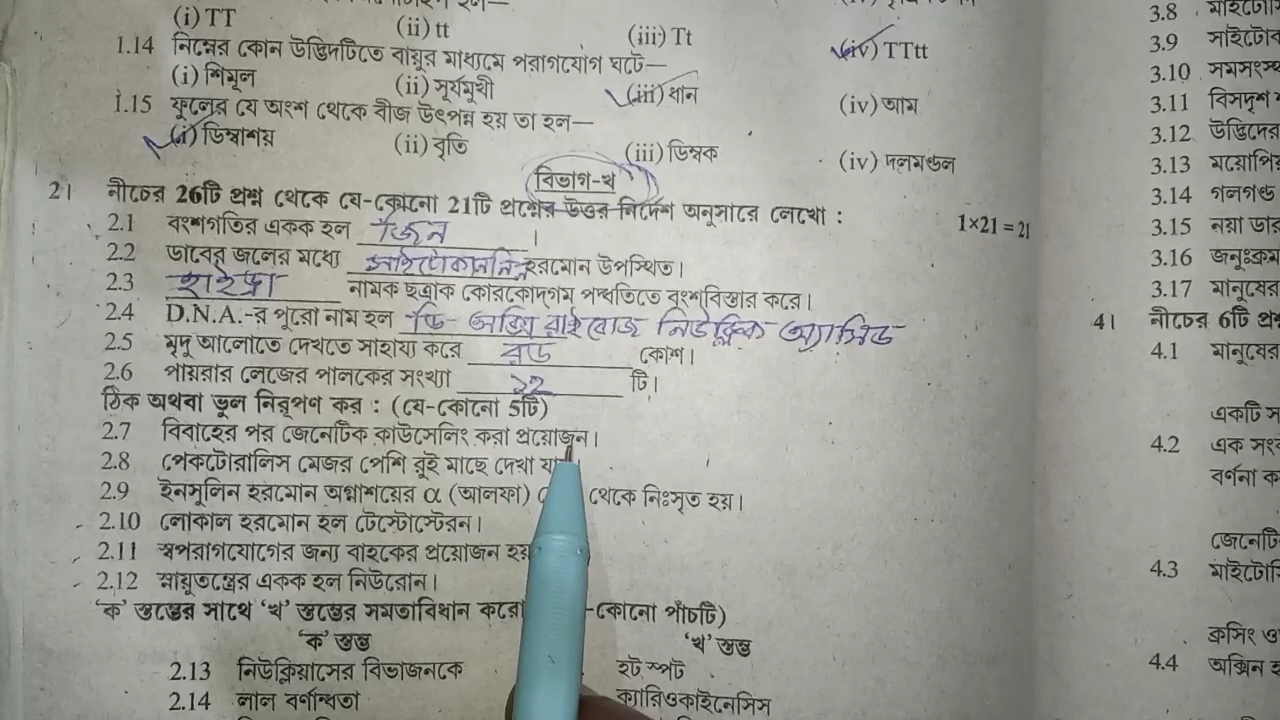 (i) TT (ii) tt (iii) Tt (iv) TTtt
1.14 নিম্নের কোন উদ্ভিদটিতে বায়ুর মাধ্যমে পরাগযোগ ঘটে—
(i) শিমূল (ii) সূর্যমুখী (iii) ধান (iv) আম
1.15 ফুলের যে অংশ থেকে বীজ উৎপন্ন হয় তা হল—
(i) ডিম্বাশয় (ii) বৃতি (iii) ডিম্বক (iv) দলমণ্ডল
বিভাগ-খ
2। নীচের 26টি প্রশ্ন থেকে যে-কোনো 21টি প্রশ্নের উত্তর নির্দেশ অনুসারে লেখো : 1×21 = 21
2.1 বংশগতির একক হল জিন ।
2.2 ডাবের জলের মধ্যে হরমোন উপস্থিত।
2.3 হাইড্রা নামক ছত্রাক কোরকোদগম পদ্ধতিতে বংশবিস্তার করে।
2.4 D.N.A.-র পুরো নাম হল ডি- অক্সি রাইবোজ নিউক্লিক অ্যাসিড
2.5 মৃদু আলোতে দেখতে সাহায্য করে রড কোশ।
2.6 পায়রার লেজের পালকের সংখ্যা ১২ টি।
ঠিক অথবা ভুল নিরূপণ কর : (যে-কোনো 5টি)
2.7 বিবাহের পর জেনেটিক কাউসেলিং করা প্রয়োজন।
2.8 পেকটোরালিস মেজর পেশি রুই মাছে দেখা যা
2.9 ইনসুলিন হরমোন অগ্ন্যাশয়ের α (আলফা) থেকে নিঃসৃত হয়।
2.10 লোকাল হরমোন হল টেস্টোস্টেরন।
2.11 স্বপরাগযোগের জন্য বাহকের প্রয়োজন হয়
2.12 স্নায়ুতন্ত্রের একক হল নিউরোন।
'ক' স্তম্ভের সাথে 'খ' স্তম্ভের সমতাবিধান করো -কোনো পাঁচটি)
'ক' স্তম্ভ 'খ' স্তম্ভ
2.13 নিউক্লিয়াসের বিভাজনকে হট স্পট
2.14 লাল বর্ণান্ধতা ক্যারিওকাইনেসিস
3.8
3.9
3.10
3.11 বিসদৃশ
3.12 উদ্ভিদের
3.13
3.14 গলগণ্ড
3.15 নয়া
3.16
3.17 মানুষের
4। নীচের 6টি
4.1 মানুষের
একটি
4.2 এক
বর্ণনা
4.3
ক্রসিং
4.4 অক্সিন